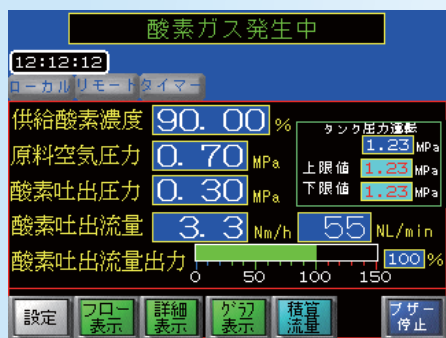 酸素ガス発生中
12:12:12
ローカル リモート タイマー
供給酸素濃度 90.00 %
タンク圧力運転
1.23 MPa
原料空気圧力 0.70 MPa
上限値 1.23 MPa
酸素吐出圧力 0.30 MPa
下限値 1.23 MPa
酸素吐出流量 3.3 Nm/h 55 NL/min
酸素吐出流量出力 100 %
0 50 100 150
設定 フロー表示 詳細表示 グラフ表示 積算流量 ブザー停止